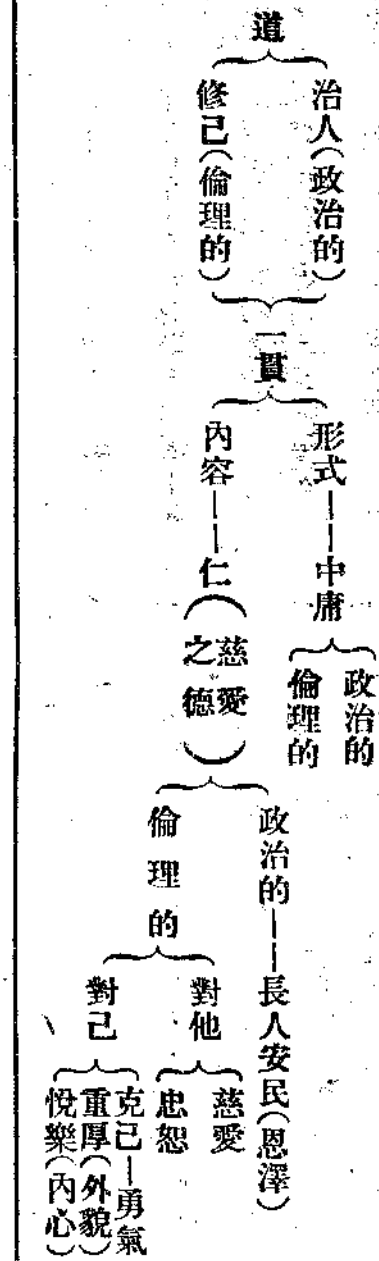 道
治人(政治的)
修己(倫理的)
一貫
形式——中庸
政治的
倫理的
內容——仁(慈愛之德)
政治的——長人安民(恩澤)
倫理的
對他
慈愛
忠恕
對己
克己—勇氣
重厚(外貌)
悅樂(內心)